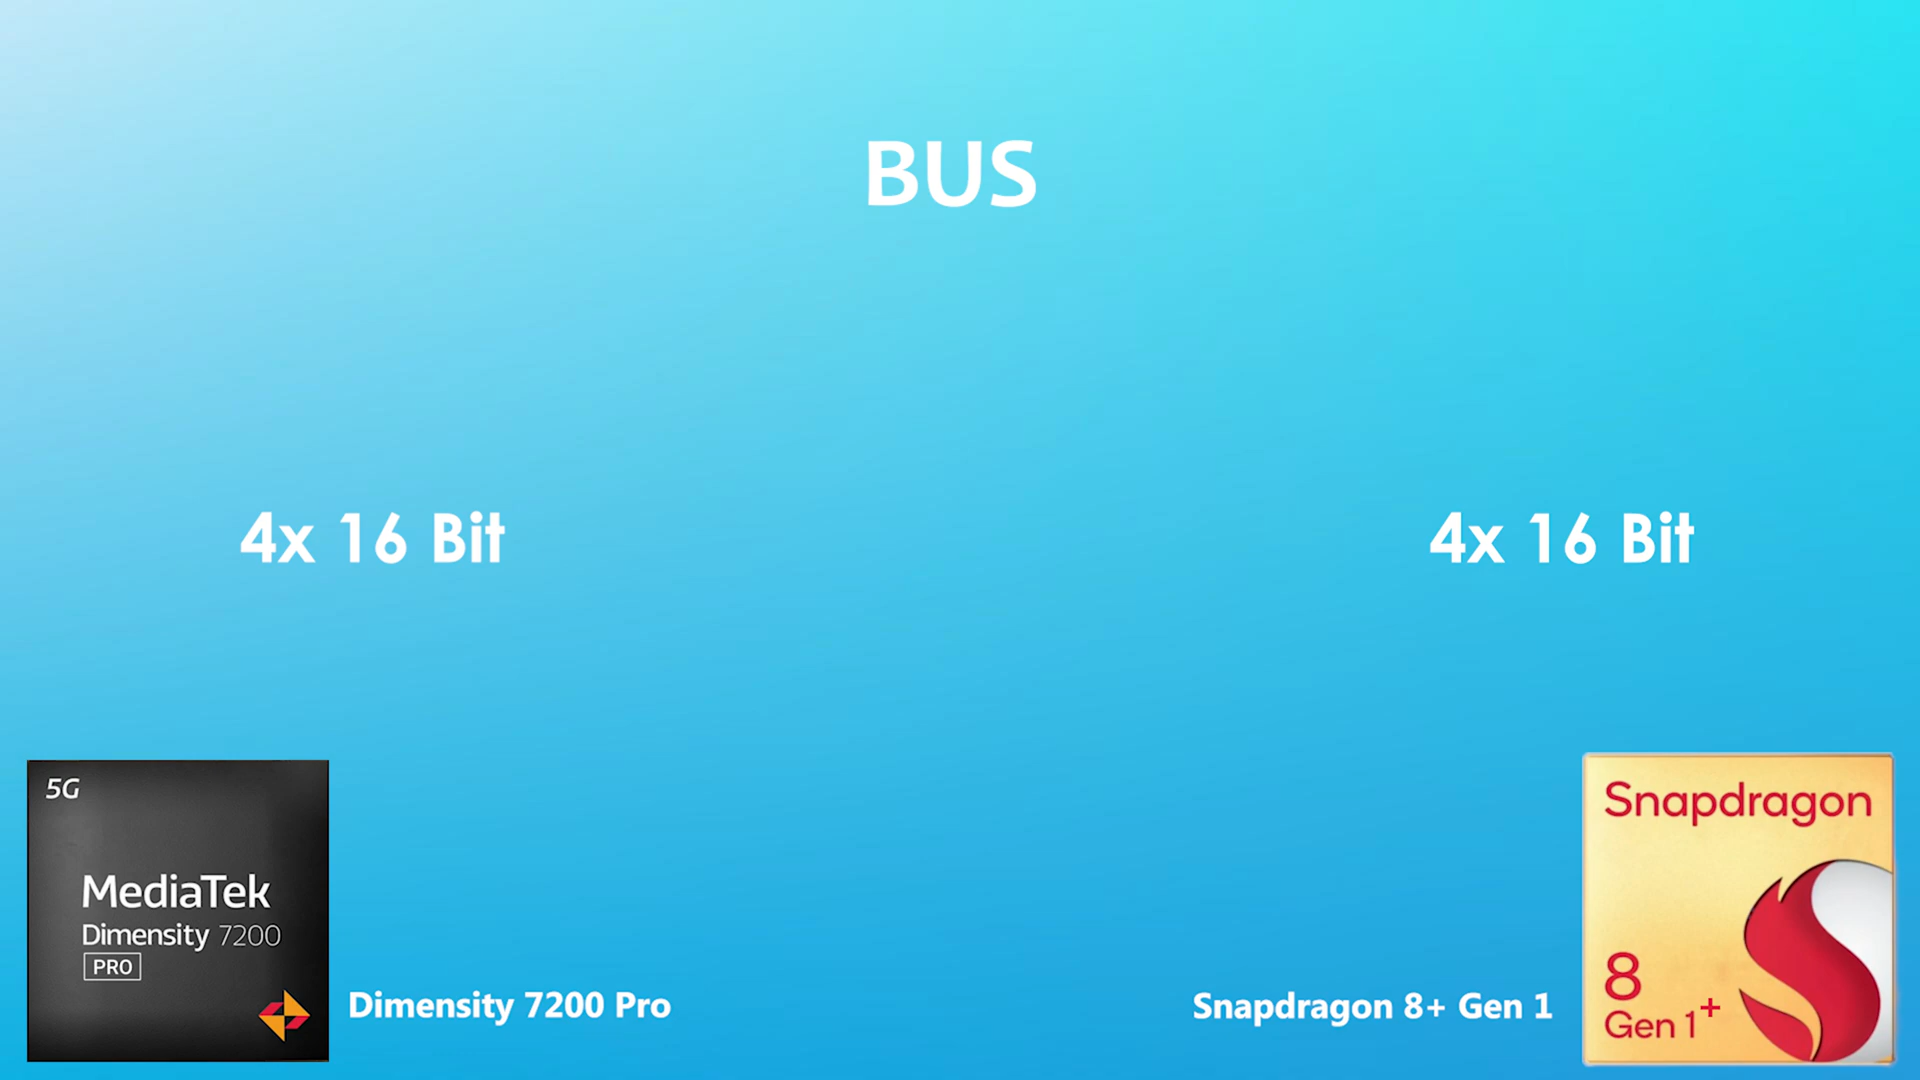 BUS
4x 16 Bit
4x 16 Bit
5G
MediaTek
Dimensity 7200
PRO
Dimensity 7200 Pro
Snapdragon 8+ Gen 1
Snapdragon
8
Gen 1+